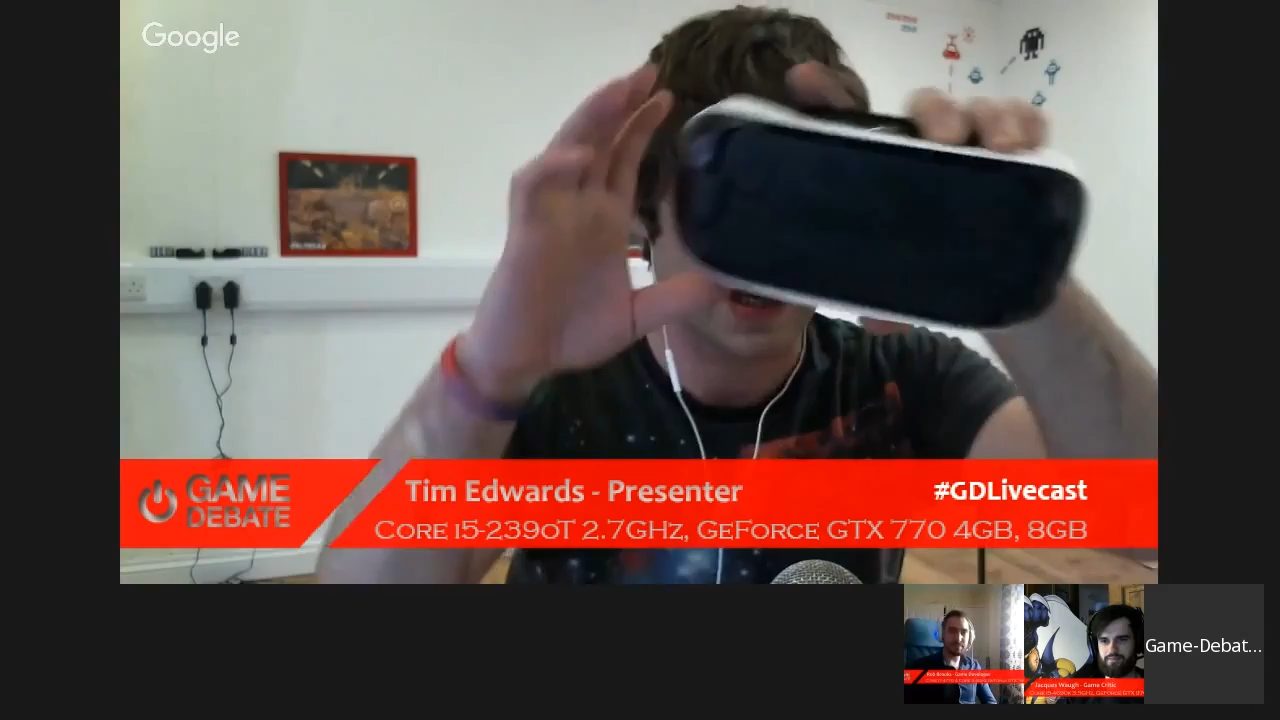 Google
GAME
DEBATE
Tim Edwards - Presenter
#GDLivecast
Core i5-2390T 2.7GHz, GeForce GTX 770 4GB, 8GB
Game-Debat...
Jacques Waugh - Game Critic